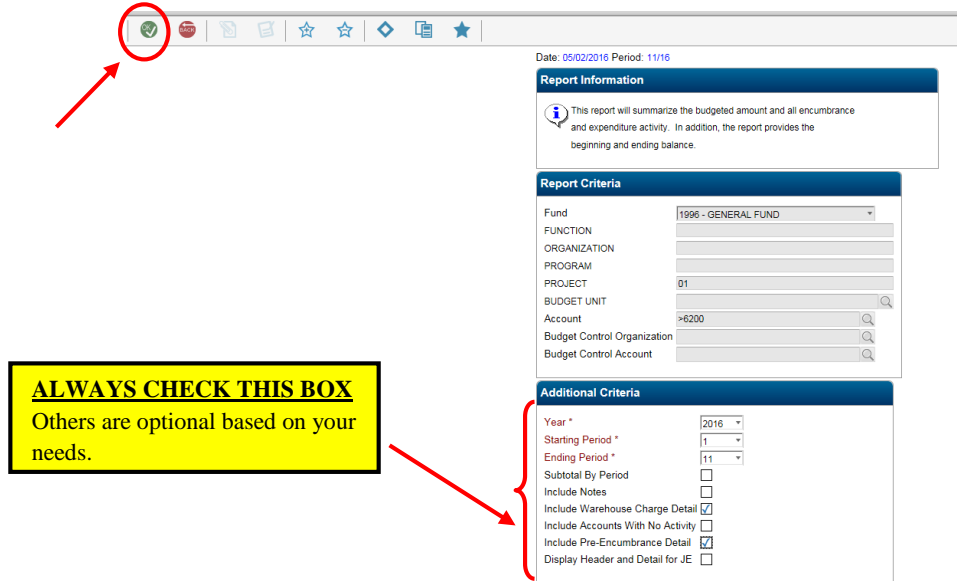 OK
BACK
Date: 05/02/2016 Period: 11/16
Report Information
This report will summarize the budgeted amount and all encumbrance
and expenditure activity. In addition, the report provides the
beginning and ending balance.
Report Criteria
Fund 1996 - GENERAL FUND
FUNCTION
ORGANIZATION
PROGRAM
PROJECT 01
BUDGET UNIT
Account >6200
Budget Control Organization
Budget Control Account
ALWAYS CHECK THIS BOX
Others are optional based on your
needs.
Additional Criteria
Year * 2016
Starting Period * 1
Ending Period * 11
Subtotal By Period
Include Notes
Include Warehouse Charge Detail
Include Accounts With No Activity
Include Pre-Encumbrance Detail
Display Header and Detail for JE